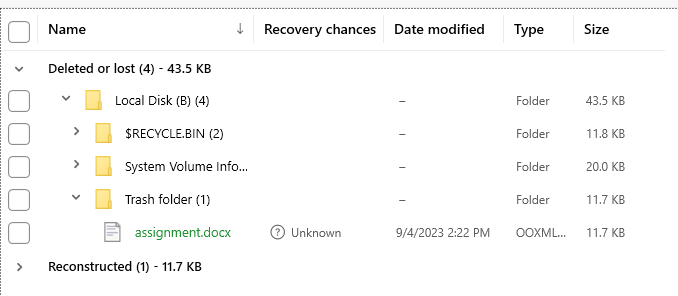 Name Recovery chances Date modified Type Size
Deleted or lost (4) - 43.5 KB
Local Disk (B) (4) – Folder 43.5 KB
$RECYCLE.BIN (2) – Folder 11.8 KB
System Volume Info... – Folder 20.0 KB
Trash folder (1) – Folder 11.7 KB
assignment.docx Unknown 9/4/2023 2:22 PM OOXML... 11.7 KB
Reconstructed (1) - 11.7 KB